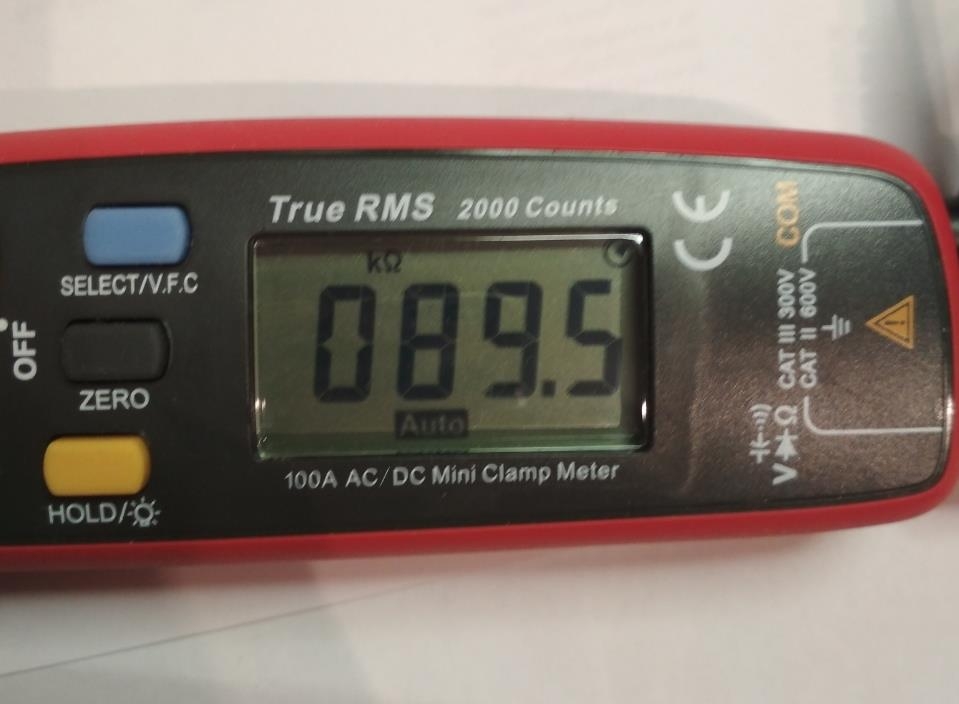 True RMS 2000 Counts
SELECT/V.F.C
OFF
ZERO
HOLD/
kΩ
089.5
Auto
100A AC/DC Mini Clamp Meter
CE
COM
CAT III 300V
CAT II 600V
V Ω